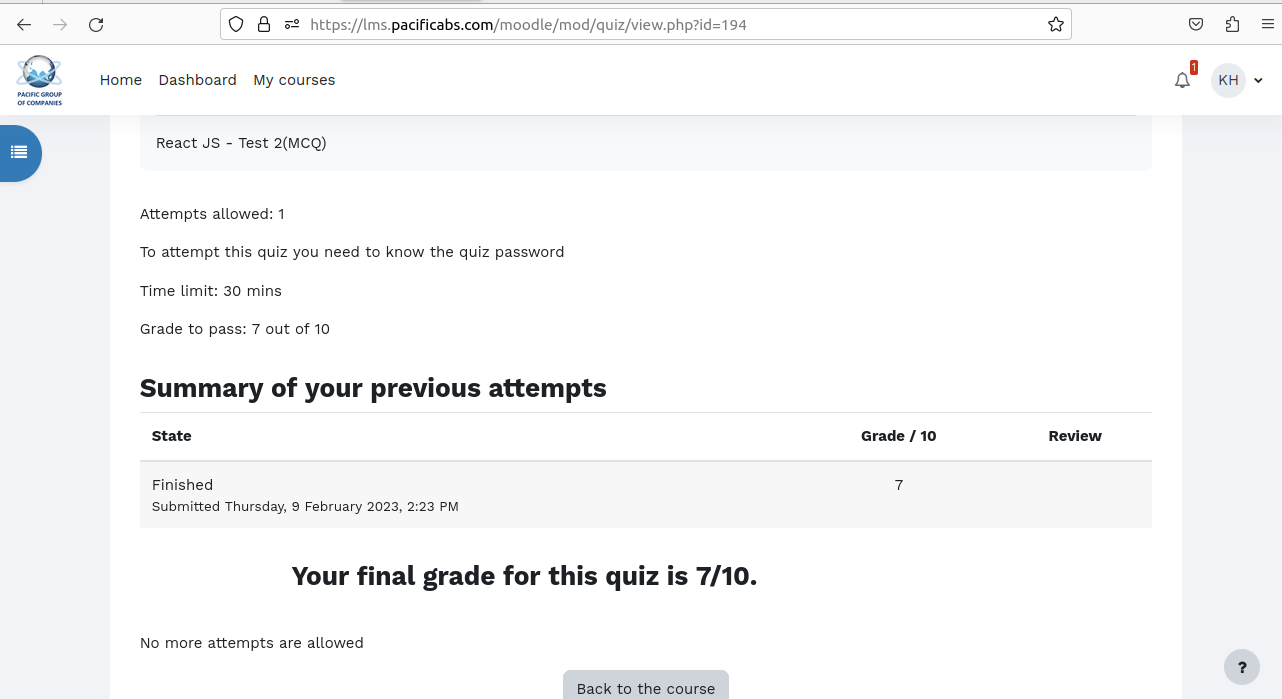 https://lms.pacificabs.com/moodle/mod/quiz/view.php?id=194
PACIFIC GROUP
OF COMPANIES
Home Dashboard My courses
1
KH
React JS - Test 2(MCQ)
Attempts allowed: 1
To attempt this quiz you need to know the quiz password
Time limit: 30 mins
Grade to pass: 7 out of 10
Summary of your previous attempts
State Grade / 10 Review
Finished 7
Submitted Thursday, 9 February 2023, 2:23 PM
Your final grade for this quiz is 7/10.
No more attempts are allowed
?
Back to the course